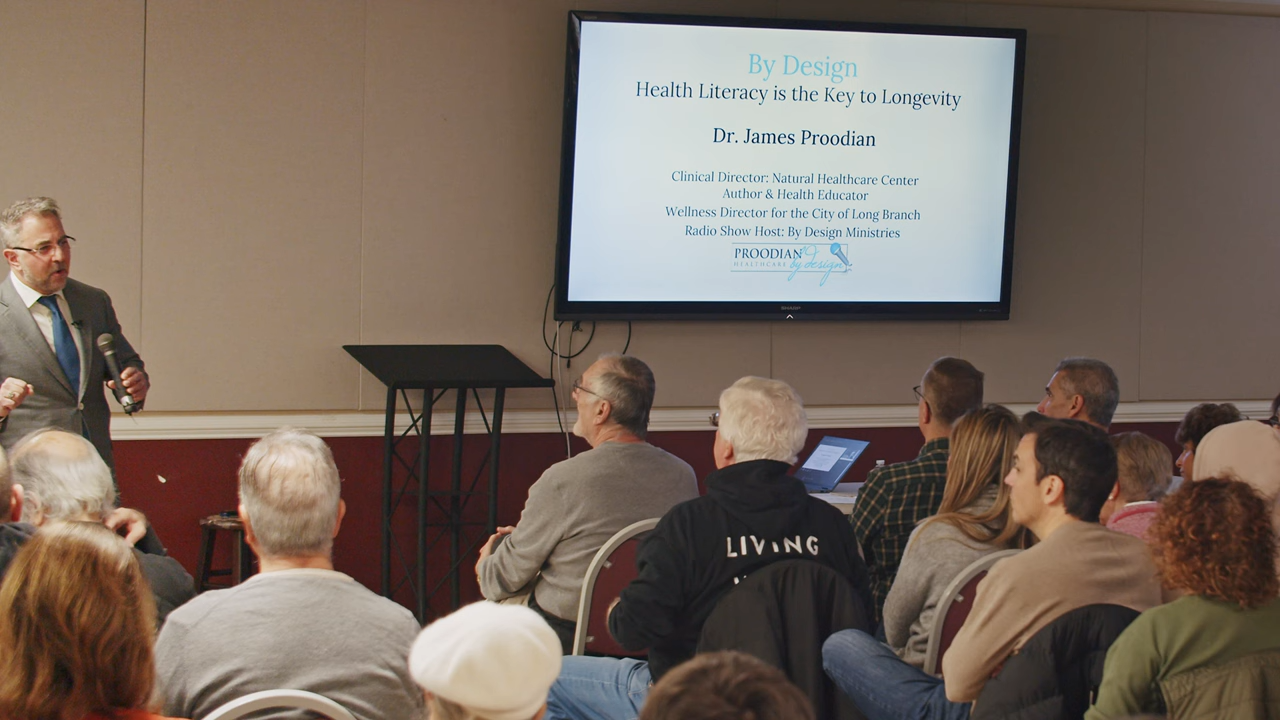 By Design
Health Literacy is the Key to Longevity
Dr. James Proodian
Clinical Director: Natural Healthcare Center
Author & Health Educator
Wellness Director for the City of Long Branch
Radio Show Host: By Design Ministries
PROODIAN
HEALTHCARE by design
SHARP
LIVING